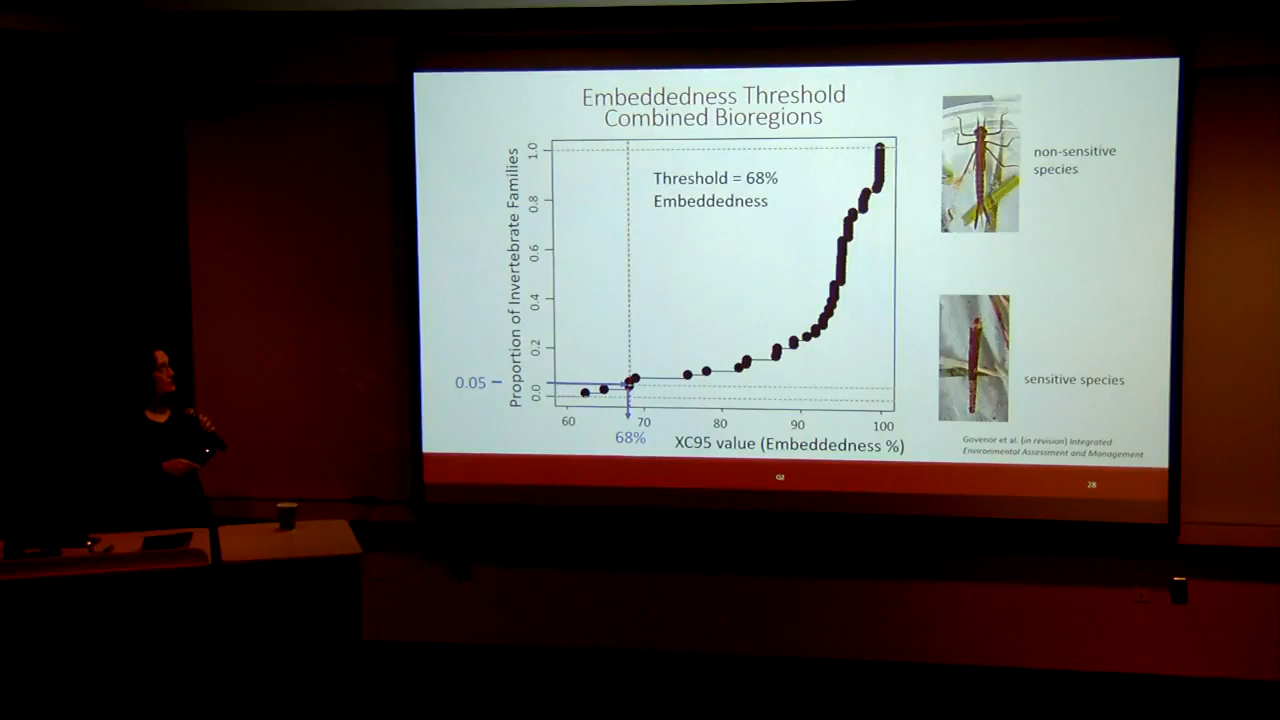 Embeddedness Threshold
Combined Bioregions
Threshold = 68%
Embeddedness
Proportion of Invertebrate Families
1.0
0.8
0.6
0.4
0.2
0.0
0.05
60
70
80
90
100
68%
XC95 value (Embeddedness %)
non-sensitive
species
sensitive species
Govenor et al. (in revision) Integrated
Environmental Assessment and Management
Q2
28